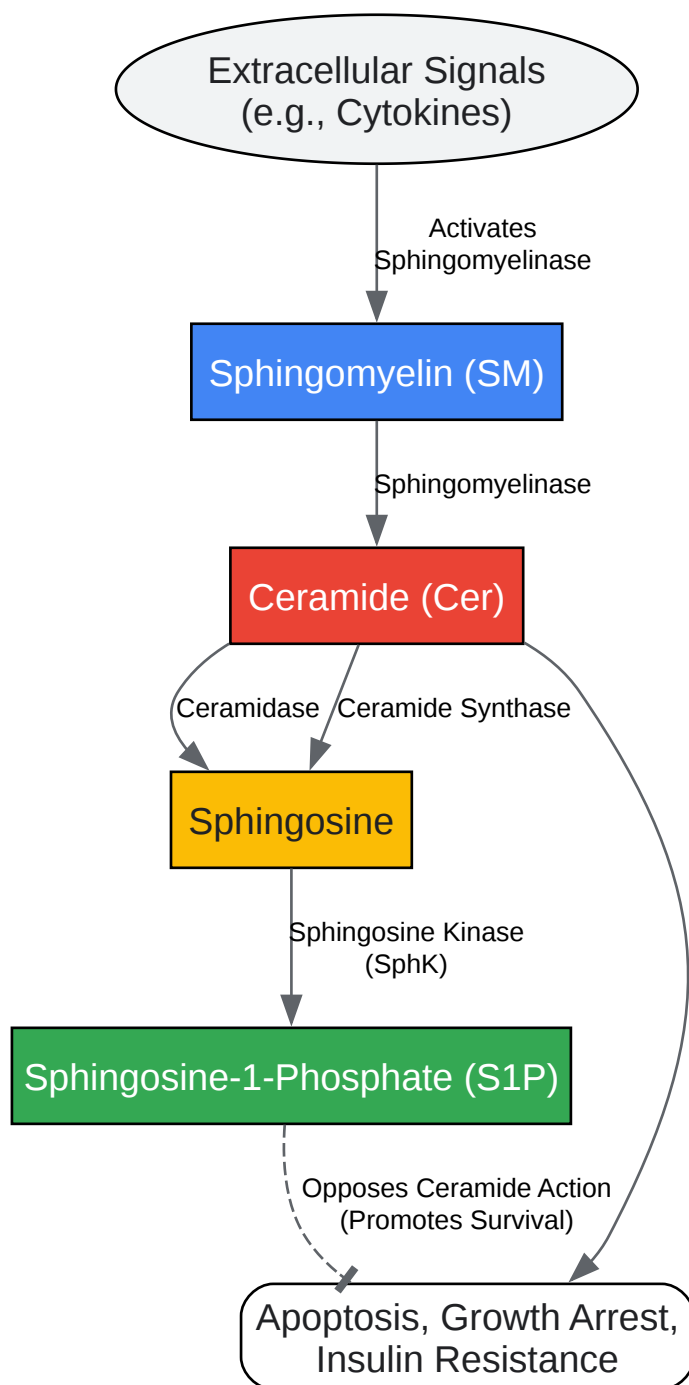 Extracellular Signals
(e.g., Cytokines)
Activates
Sphingomyelinase
Sphingomyelin (SM)
Sphingomyelinase
Ceramide (Cer)
Ceramidase
Ceramide Synthase
Sphingosine
Sphingosine Kinase
(SphK)
Sphingosine-1-Phosphate (S1P)
Opposes Ceramide Action
(Promotes Survival)
Apoptosis, Growth Arrest,
Insulin Resistance